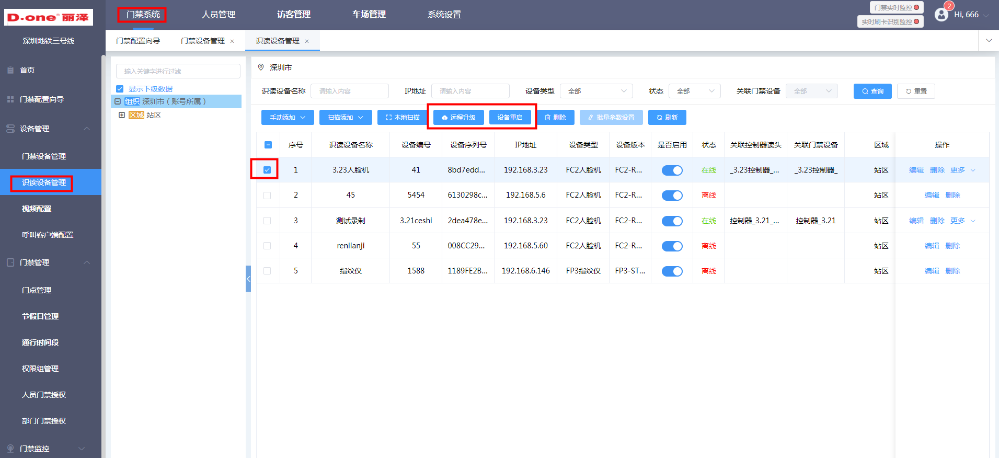 D-one® 丽泽
深圳地铁三号线
门禁系统 人员管理 访客管理 车场管理 系统设置
门禁实时监控
实时刷卡识别监控
2
Hi, 666
门禁配置向导 门禁设备管理 × 识读设备管理 ×
首页
门禁配置向导
设备管理
门禁设备管理
识读设备管理
视频配置
呼叫客户端配置
门禁管理
门点管理
节假日管理
通行时间段
权限组管理
人员门禁授权
部门门禁授权
门禁监控
输入关键字进行过滤
显示下级数据
组织 深圳市（账号所属）
区域 站区
深圳市
识读设备名称 请输入内容 IP地址 请输入内容 设备类型 全部 状态 全部 关联门禁设备 全部 查询 重置
手动添加 扫描添加 本地扫描 远程升级 设备重启 删除 批量参数设置 刷新
序号 识读设备名称 设备编号 设备序列号 IP地址 设备类型 设备版本 是否启用 状态 关联控制器读头 关联门禁设备 区域 操作
1 3.23人脸机 41 8bd7edd... 192.168.3.23 FC2人脸机 FC2-R... 在线 _3.23控制器_... _3.23控制器_ 站区 编辑 删除 更多
2 45 5454 6130298c... 192.168.5.6 FC2人脸机 FC2-R... 离线 站区 编辑 删除
3 测试录制 3.21ceshi 2dea478e... 192.168.3.23 FC2人脸机 FC2-R... 在线 控制器_3.21_... 控制器_3.21 站区 编辑 删除 更多
4 renlianji 55 008CC29... 192.168.5.60 FC2人脸机 FC2-R... 离线 站区 编辑 删除
5 指纹仪 1588 1189FE2B... 192.168.6.146 FP3指纹仪 FP3-ST... 离线 站区 编辑 删除